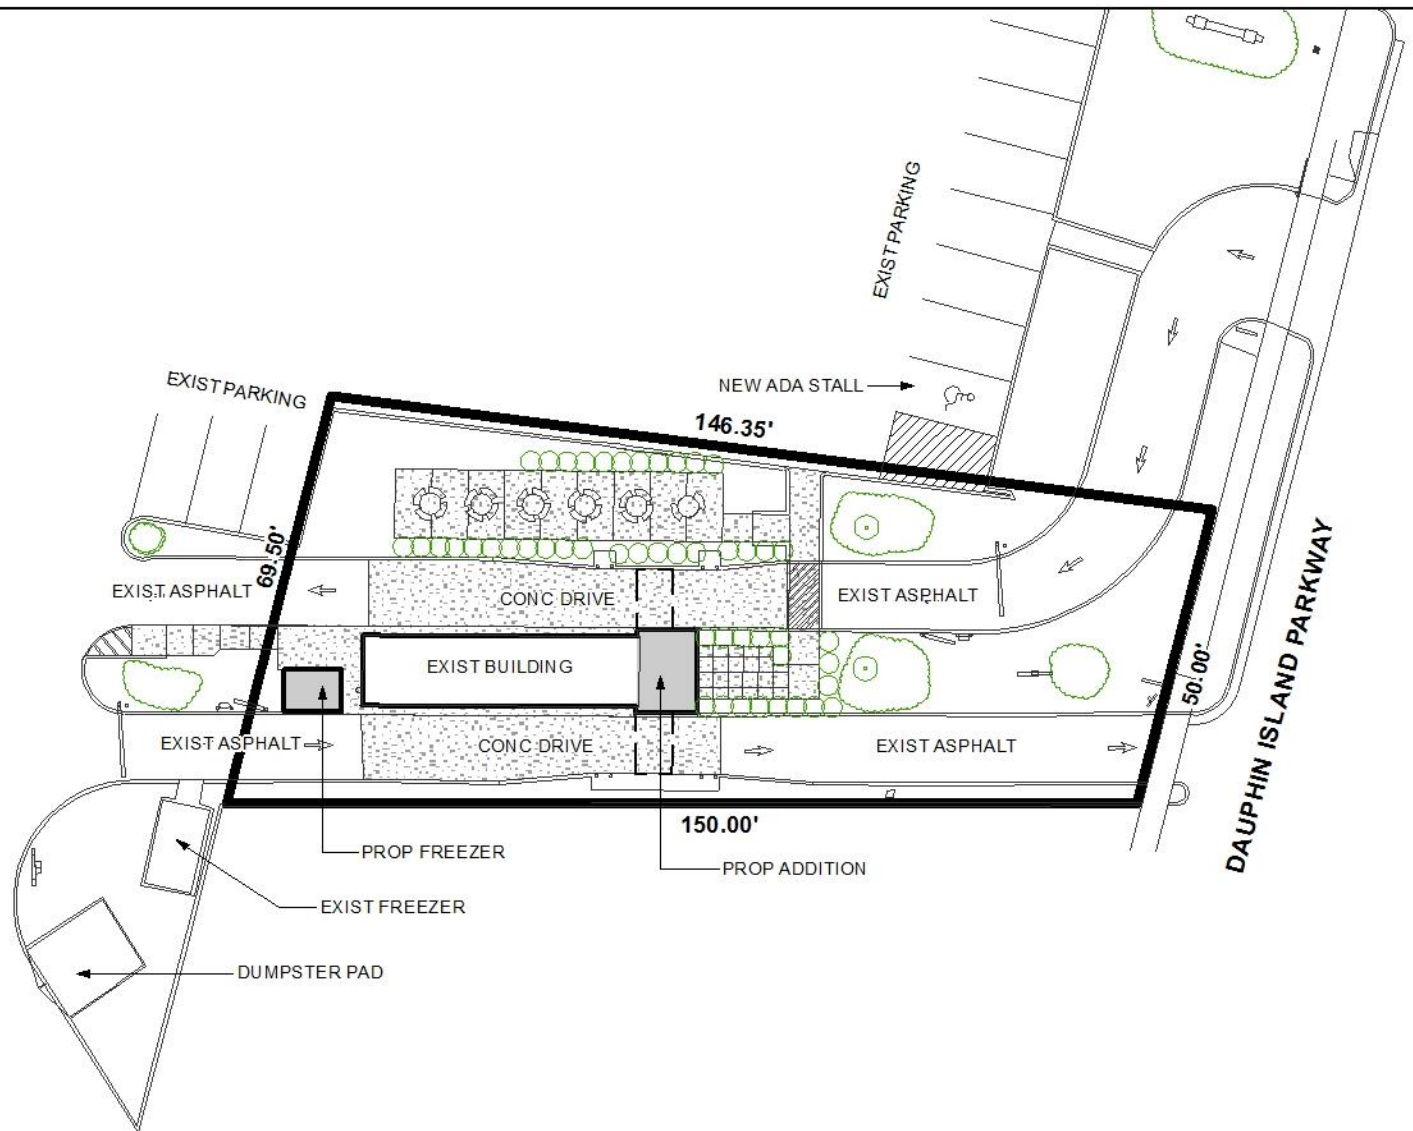 EXIST PARKING
EXIST PARKING
NEW ADA STALL
146.35'
69.50'
EXIST ASPHALT
CONC DRIVE
EXIST ASPHALT
EXIST BUILDING
50.00'
DAUPHIN ISLAND PARKWAY
EXIST ASPHALT
CONC DRIVE
EXIST ASPHALT
150.00'
PROP FREEZER
PROP ADDITION
EXIST FREEZER
DUMPSTER PAD